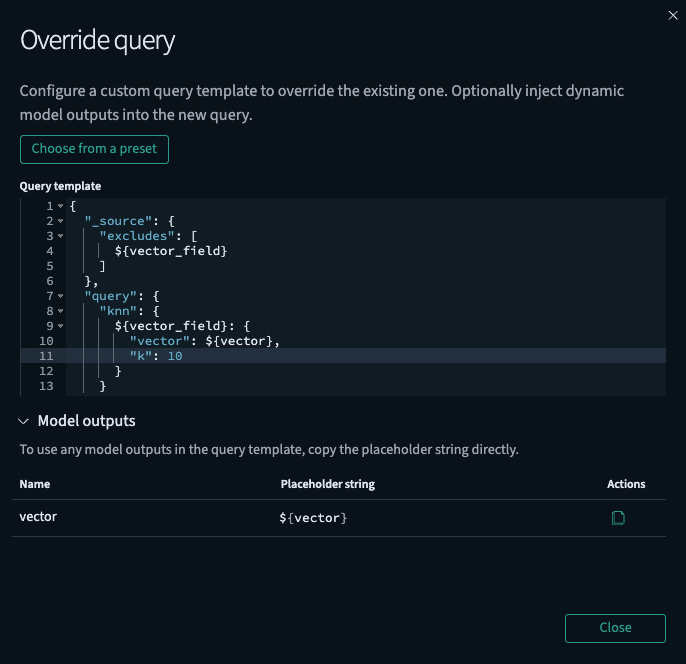 Override query
Configure a custom query template to override the existing one. Optionally inject dynamic
model outputs into the new query.
Choose from a preset
Query template
1 {
2 "_source": {
3 "excludes": [
4 ${vector_field}
5 ]
6 },
7 "query": {
8 "knn": {
9 ${vector_field}: {
10 "vector": ${vector},
11 "k": 10
12 }
13 }
Model outputs
To use any model outputs in the query template, copy the placeholder string directly.
Name Placeholder string Actions
vector ${vector}
Close